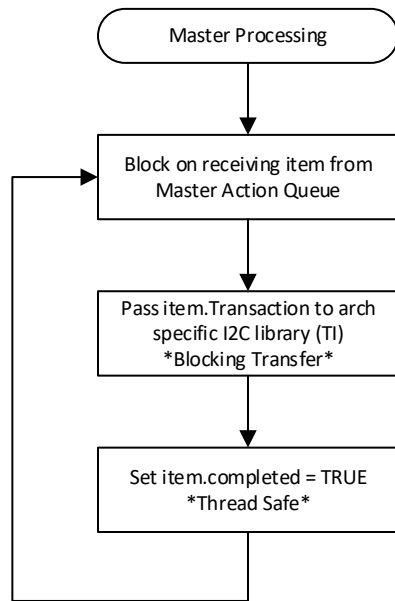 Master Processing
Block on receiving item from
Master Action Queue
Pass item.Transaction to arch
specific I2C library (TI)
*Blocking Transfer*
Set item.completed = TRUE
*Thread Safe*